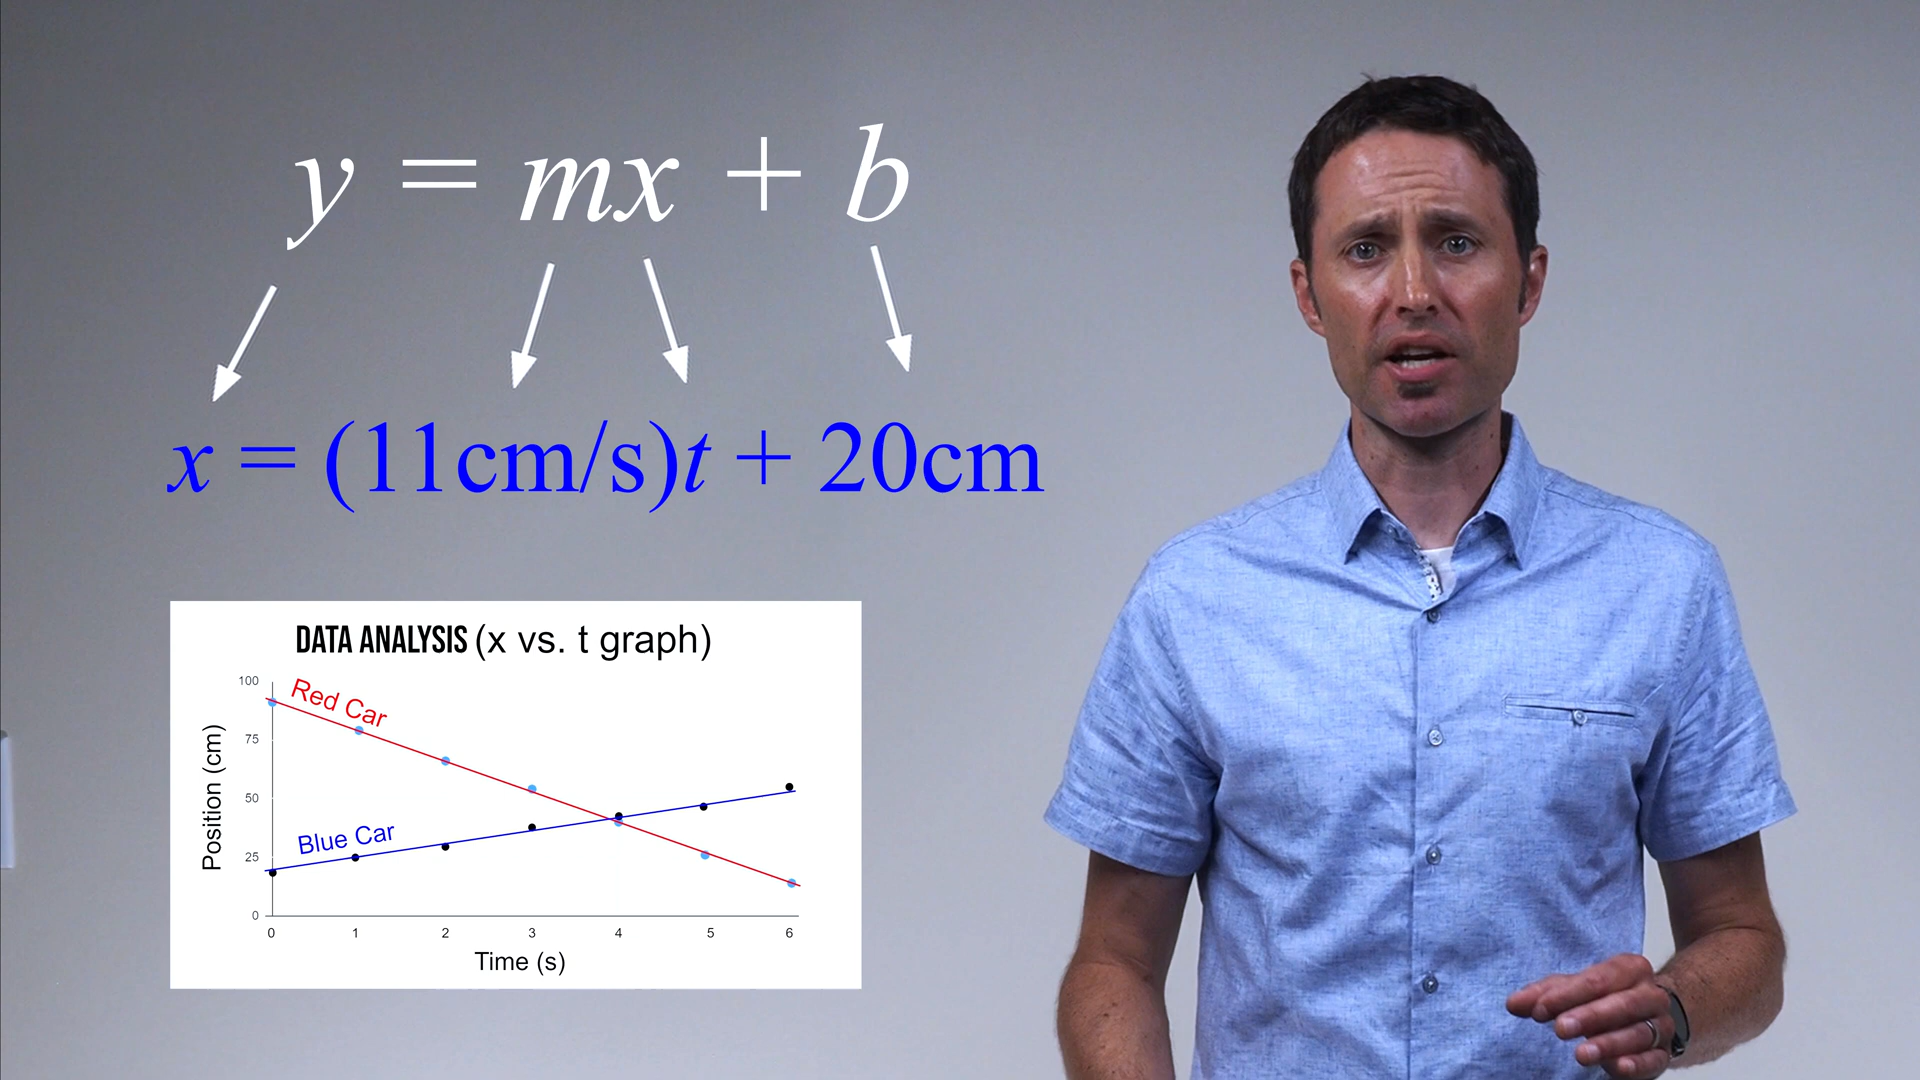 y = mx + b
x = (11cm/s)t + 20cm
DATA ANALYSIS (x vs. t graph)
100
75
50
25
0
Position (cm)
Red Car
Blue Car
0 1 2 3 4 5 6
Time (s)